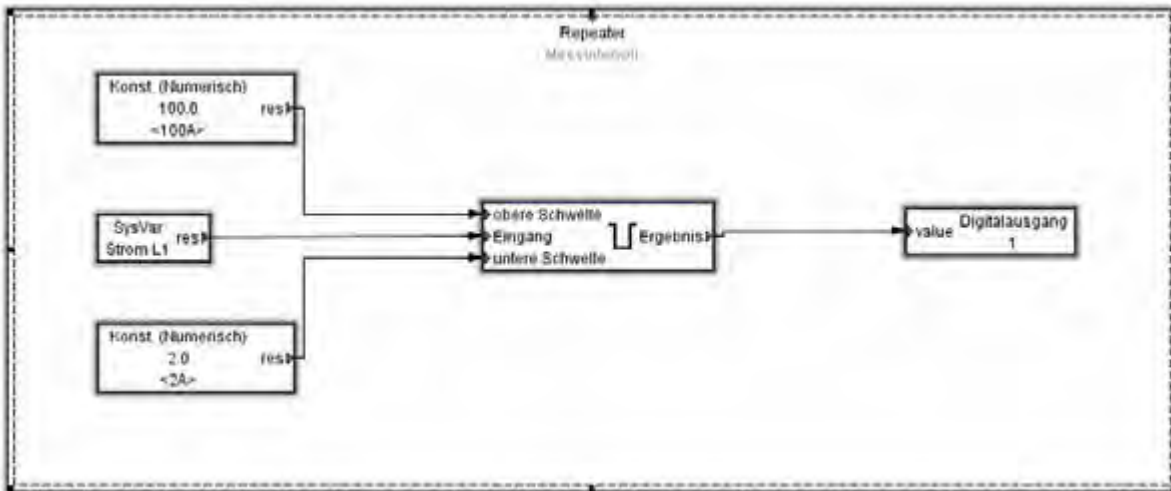 Repeater
Messintervall
Konst. (Numerisch)
100.0
res
<100A>
SysVar
res
Strom L1
Konst. (Numerisch)
2.0
res
<2A>
obere Schwelle
Eingang
Ergebnis
untere Schwelle
Digitalausgang
value
1